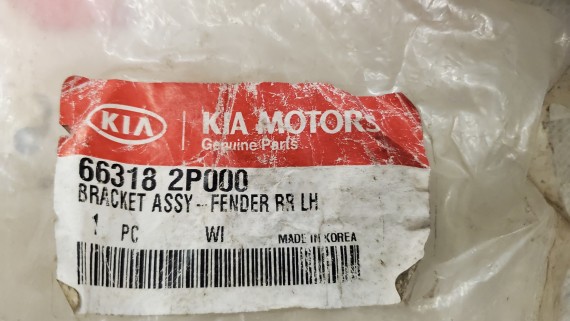 KIA KIA MOTORS
Genuine Parts
66318 2P000
BRACKET ASSY-FENDER RR LH
1 PC WI MADE IN KOREA